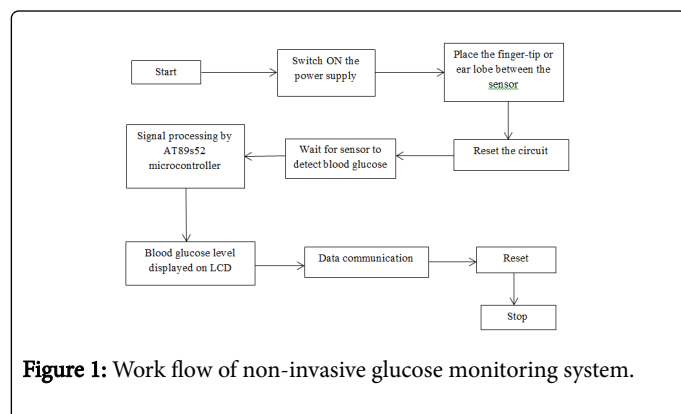 Start
Switch ON the
power supply
Place the finger-tip or
ear lobe between the
sensor
Reset the circuit
Wait for sensor to
detect blood glucose
Signal processing by
AT89s52
microcontroller
Blood glucose level
displayed on LCD
Data communication
Reset
Stop
Figure 1: Work flow of non-invasive glucose monitoring system.